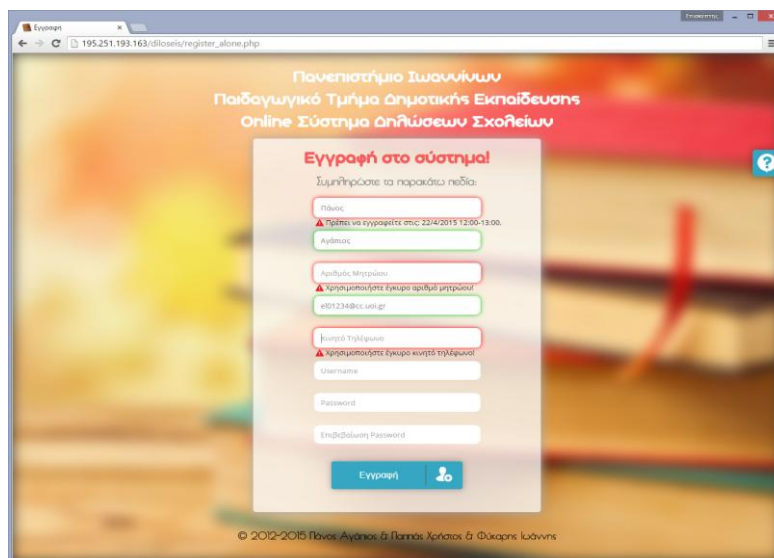 Επισκέπτης
Εγγραφή
195.251.193.163/diloseis/register_alone.php
Πανεπιστήμιο Ιωαννίνων
Παιδαγωγικό Τμήμα Δημοτικής Εκπαίδευσης
Online Σύστημα Δηλώσεων Σχολείων
Εγγραφή στο σύστημα!
Συμπληρώστε τα παρακάτω πεδία:
Πάνος
Πρέπει να εγγραφείτε στις: 22/4/2015 12:00-13:00.
Αγάπιος
Αριθμός Μητρώου
Χρησιμοποιήστε έγκυρο αριθμό μητρώου!
el01234@cc.uoi.gr
Κινητό Τηλέφωνο
Χρησιμοποιήστε έγκυρο κινητό τηλέφωνο!
Username
Password
Επιβεβαίωση Password
Εγγραφή
© 2012-2015 Πάνος Αγάπιος & Παππάς Χρήστος & Φύκαρης Ιωάννης